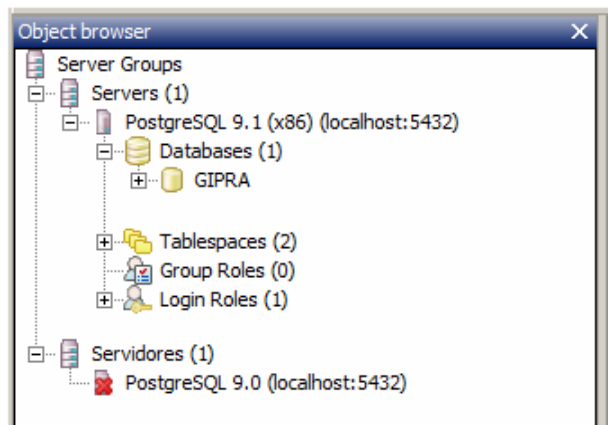 Object browser
Server Groups
Servers (1)
PostgreSQL 9.1 (x86) (localhost:5432)
Databases (1)
GIPRA
Tablespaces (2)
Group Roles (0)
Login Roles (1)
Servidores (1)
PostgreSQL 9.0 (localhost:5432)